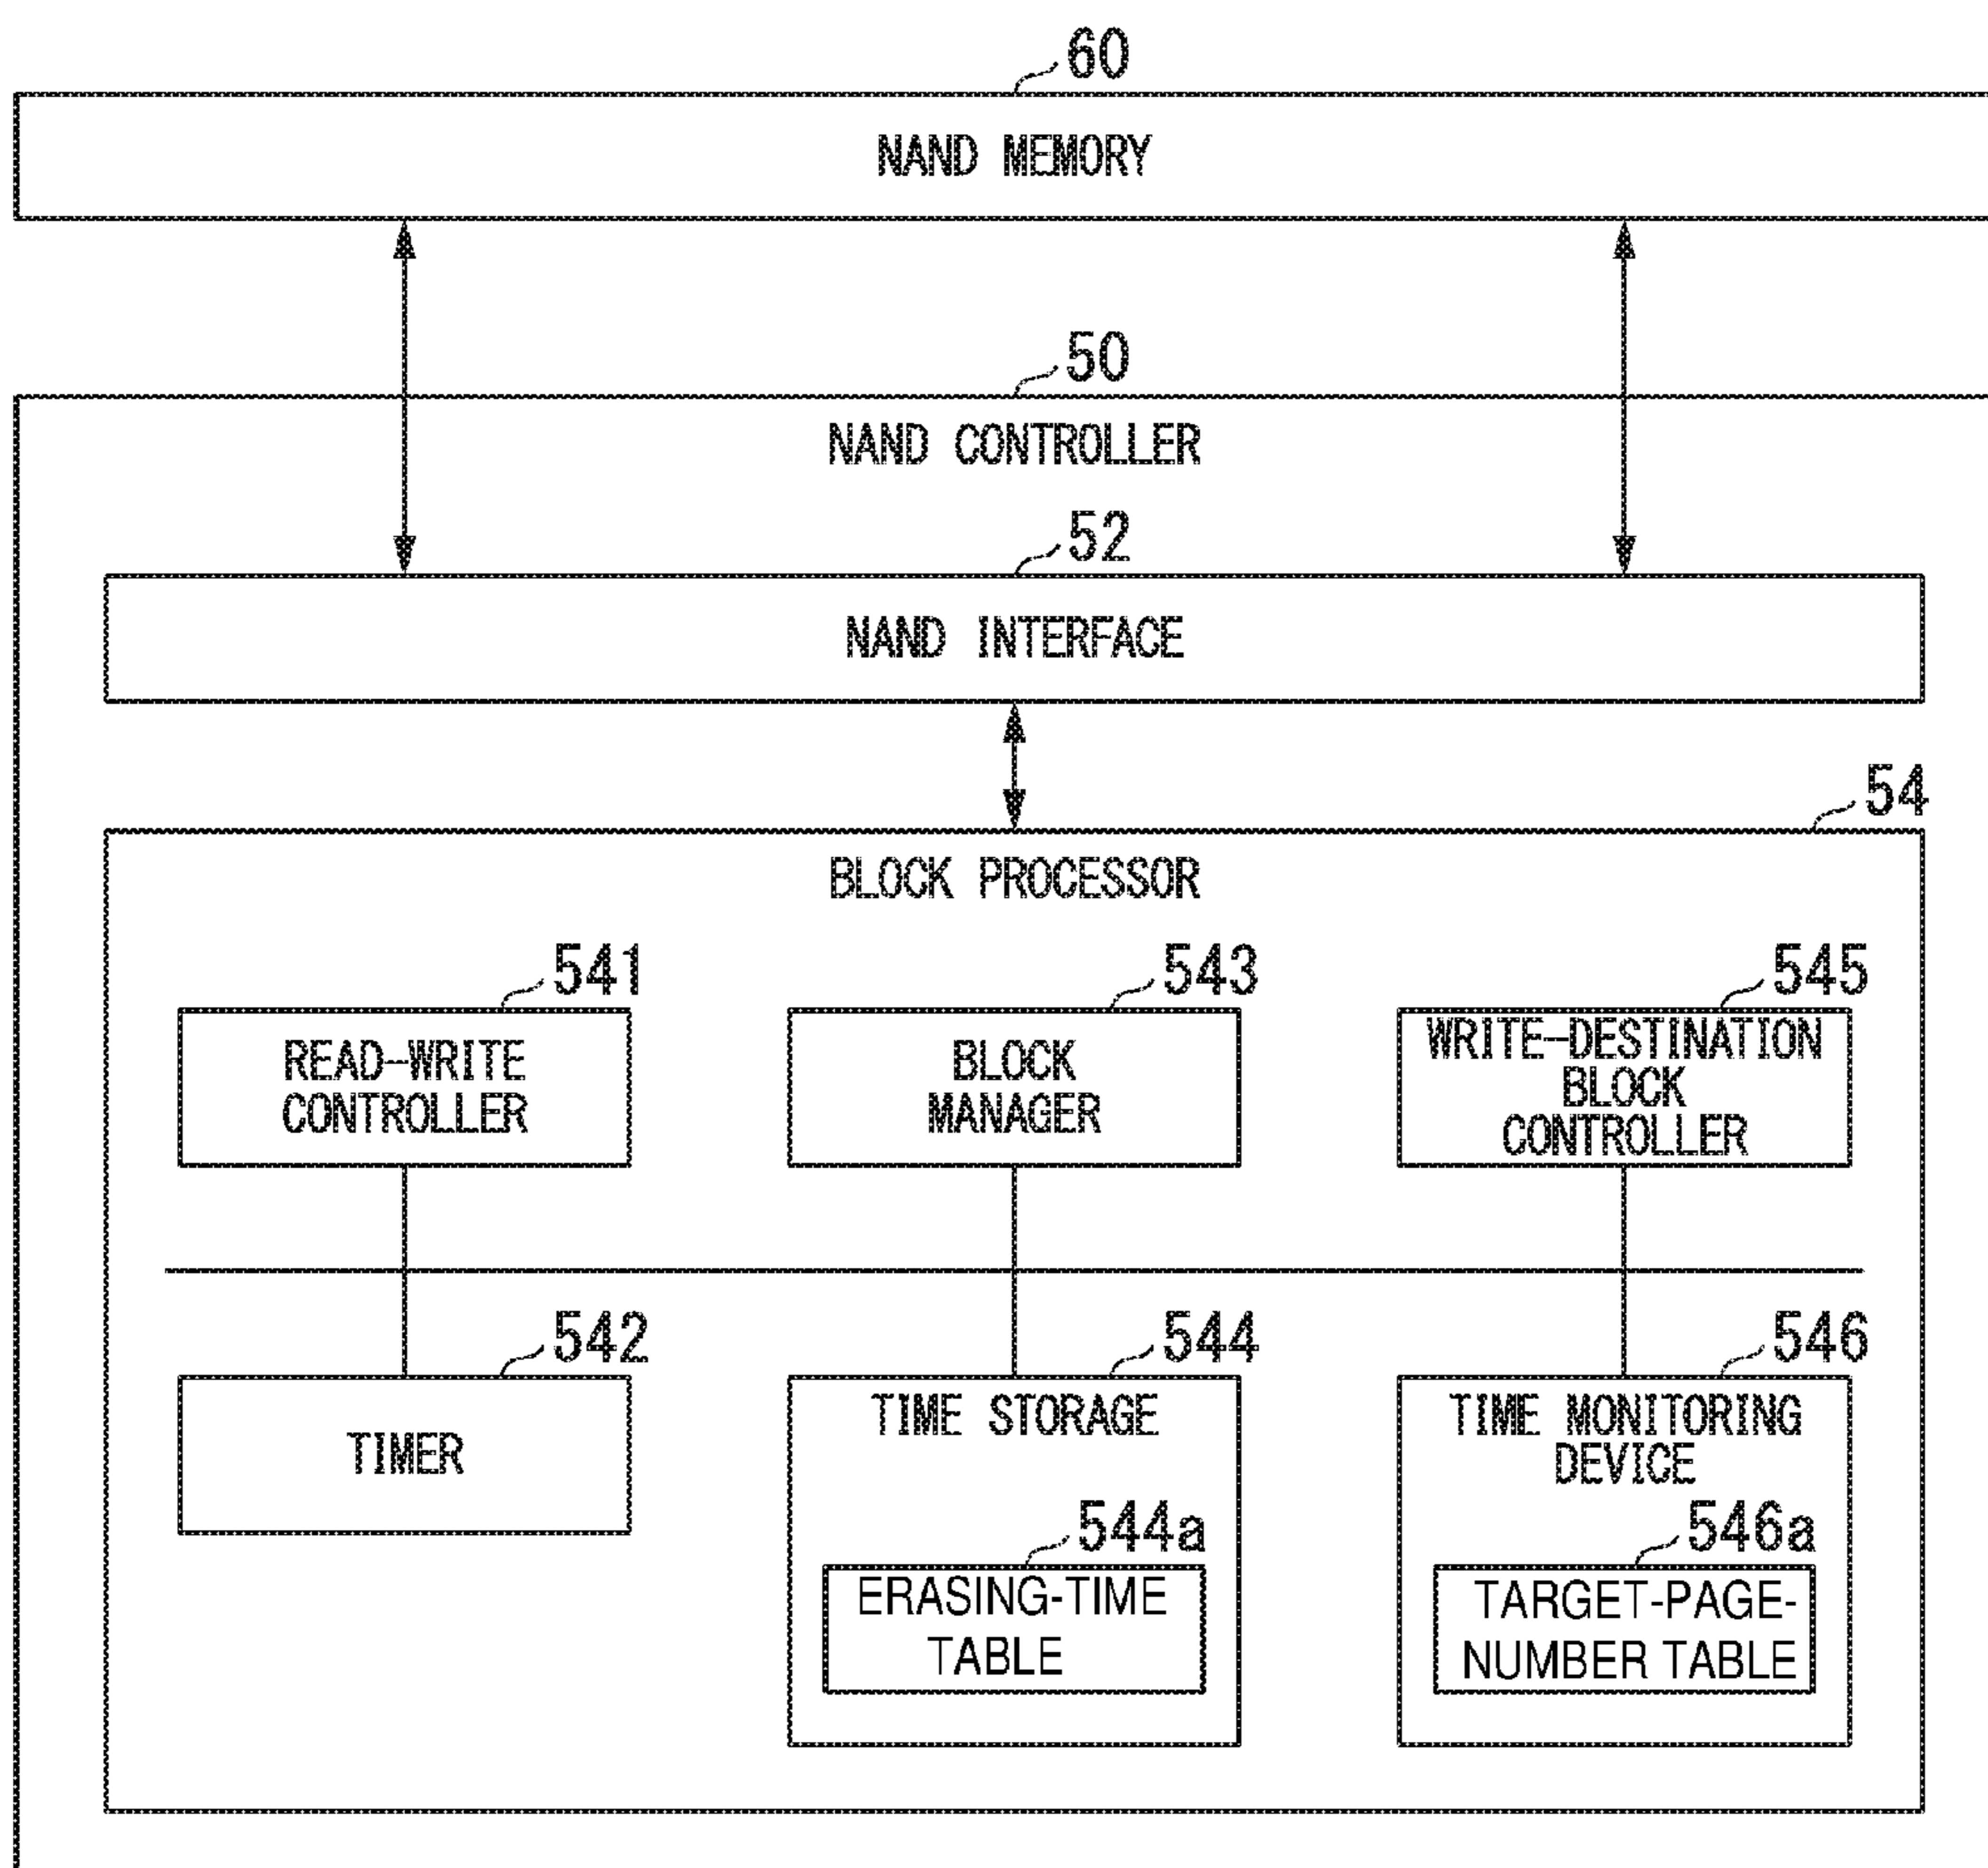 60
NAND MEMORY
50
NAND CONTROLLER
52
NAND INTERFACE
54
BLOCK PROCESSOR
541
READ-WRITE
CONTROLLER
543
BLOCK
MANAGER
545
WRITE-DESTINATION
BLOCK
CONTROLLER
542
TIMER
544
TIME STORAGE
544a
ERASING-TIME
TABLE
546
TIME MONITORING
DEVICE
546a
TARGET-PAGE-
NUMBER TABLE